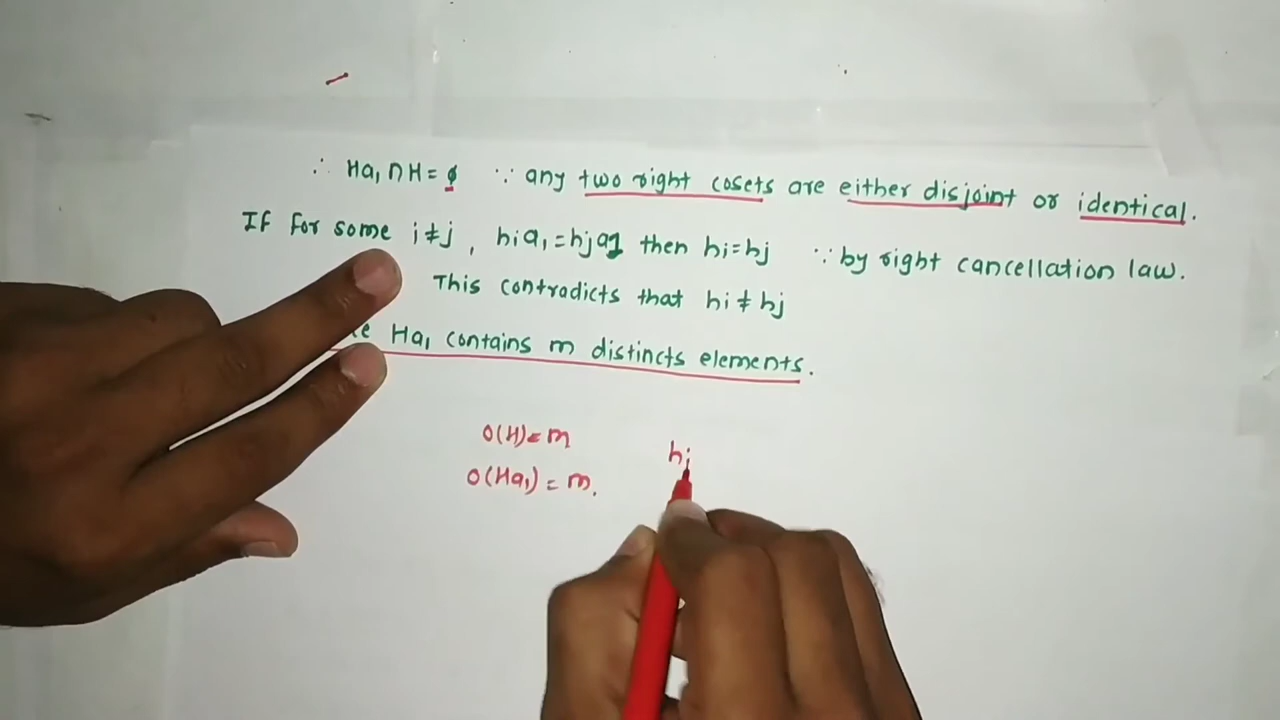 ∴ Ha₁ ∩ H = ϕ ∵ any two right cosets are either disjoint or identical.
If for some i ≠ j , hia₁ = hja1 then hi = hj ∵ by right cancellation law.
This contradicts that hi ≠ hj
Ha₁ contains m distincts elements.
O(H) = m
O(Ha₁) = m.
hi